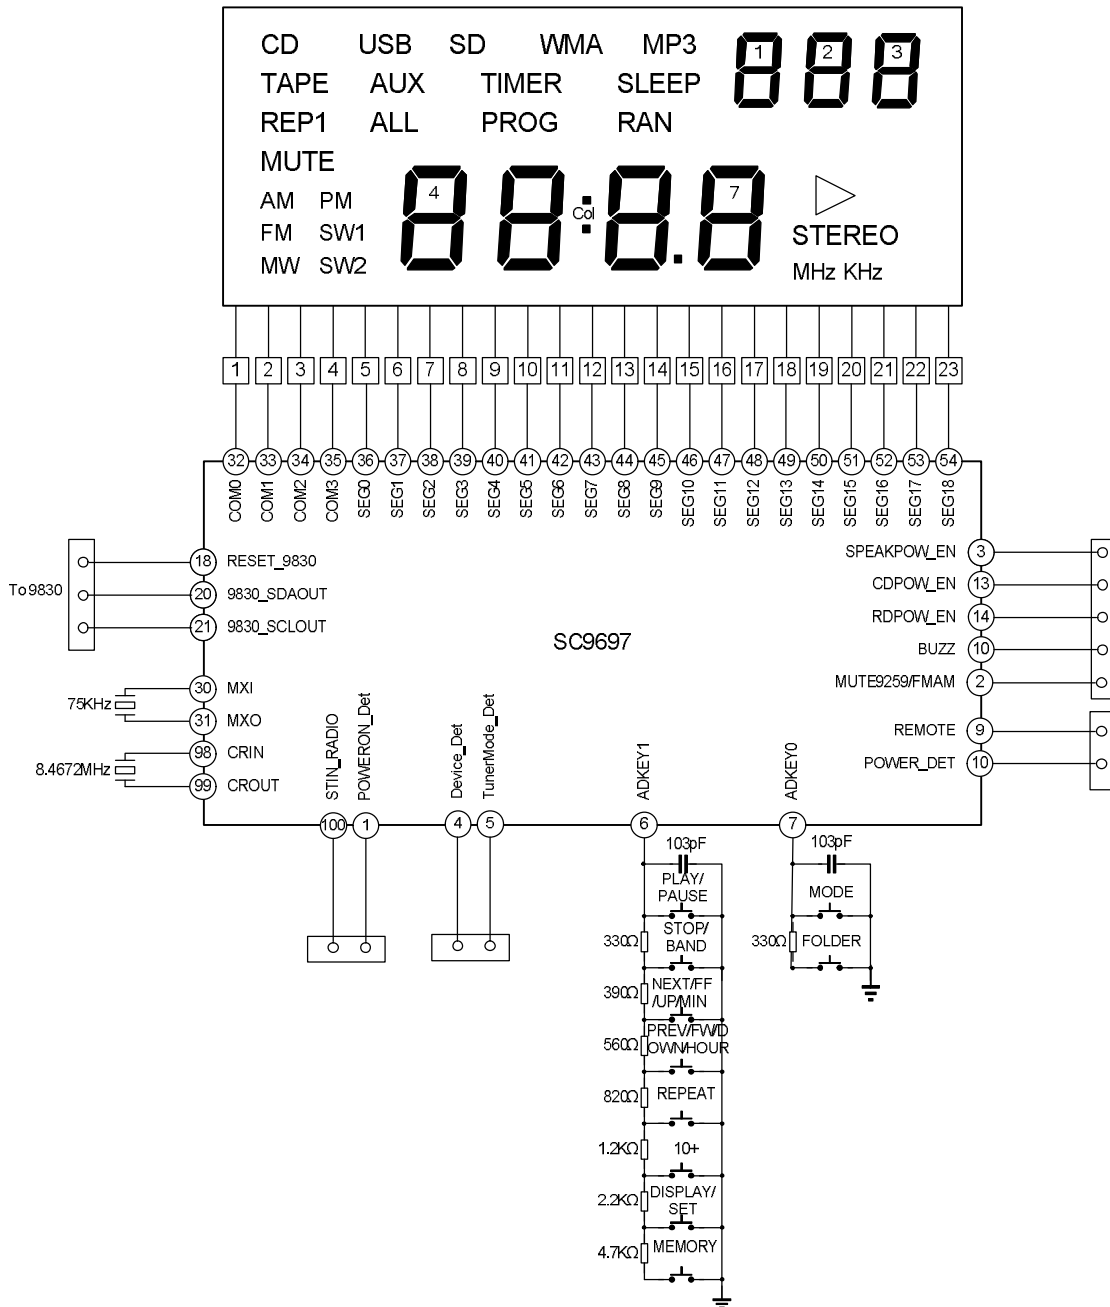 CD USB SD WMA MP3 1 2 3
TAPE AUX TIMER SLEEP
REP1 ALL PROG RAN
MUTE
AM PM 4 7
FM SW1 Col STEREO
MW SW2 MHz KHz
1 2 3 4 5 6 7 8 9 10 11 12 13 14 15 16 17 18 19 20 21 22 23
32 33 34 35 36 37 38 39 40 41 42 43 44 45 46 47 48 49 50 51 52 53 54
COM0 COM1 COM2 COM3 SEG0 SEG1 SEG2 SEG3 SEG4 SEG5 SEG6 SEG7 SEG8 SEG9 SEG10 SEG11 SEG12 SEG13 SEG14 SEG15 SEG16 SEG17 SEG18
To9830
18 RESET_9830
20 9830_SDAOUT
21 9830_SCLOUT
75KHz
30 MXI
31 MXO
8.4672MHz
98 CRIN
99 CROUT
SC9697
SPEAKPOW_EN 3
CDPOW_EN 13
RDPOW_EN 14
BUZZ 10
MUTE9259/FMAM 2
REMOTE 9
POWER_DET 10
STIN_RADIO POWERON_Det Device_Det TunerMode_Det ADKEY1 ADKEY0
100 1 4 5 6 7
103pF
PLAY/
PAUSE
330Ω STOP/
BAND
390Ω NEXT/FF
/UP/MIN
560Ω PREV/FW/D
OWN/HOUR
820Ω REPEAT
1.2KΩ 10+
2.2KΩ DISPLAY/
SET
4.7KΩ MEMORY
103pF
MODE
330Ω FOLDER